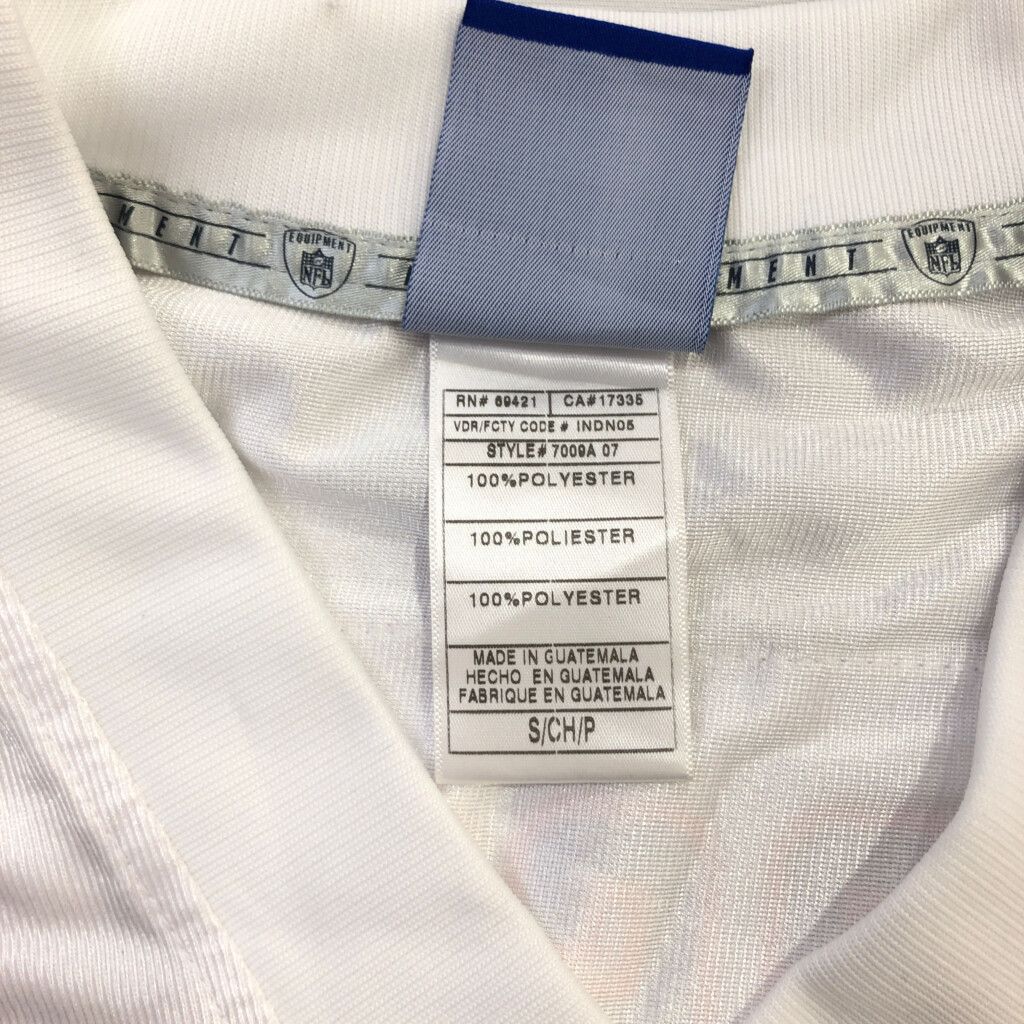 MENT
EQUIPMENT
NFL
MENT
EQUIPMENT
NFL
RN# 69421 CA#17335
VDR/FCTY CODE # INDN05
STYLE# 7009A 07
100%POLYESTER
100%POLIESTER
100%POLYESTER
MADE IN GUATEMALA
HECHO EN GUATEMALA
FABRIQUE EN GUATEMALA
S/CH/P